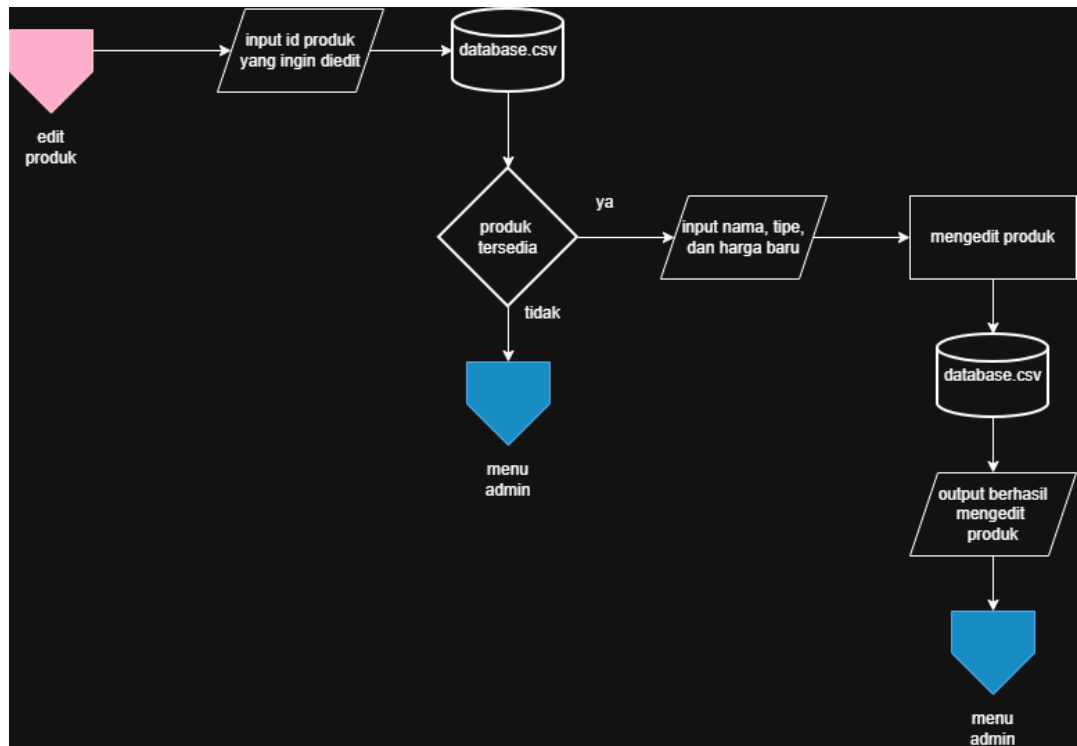 input id produk
yang ingin diedit
database.csv
edit
produk
produk
tersedia
ya
input nama, tipe,
dan harga baru
mengedit produk
tidak
database.csv
menu
admin
output berhasil
mengedit
produk
menu
admin